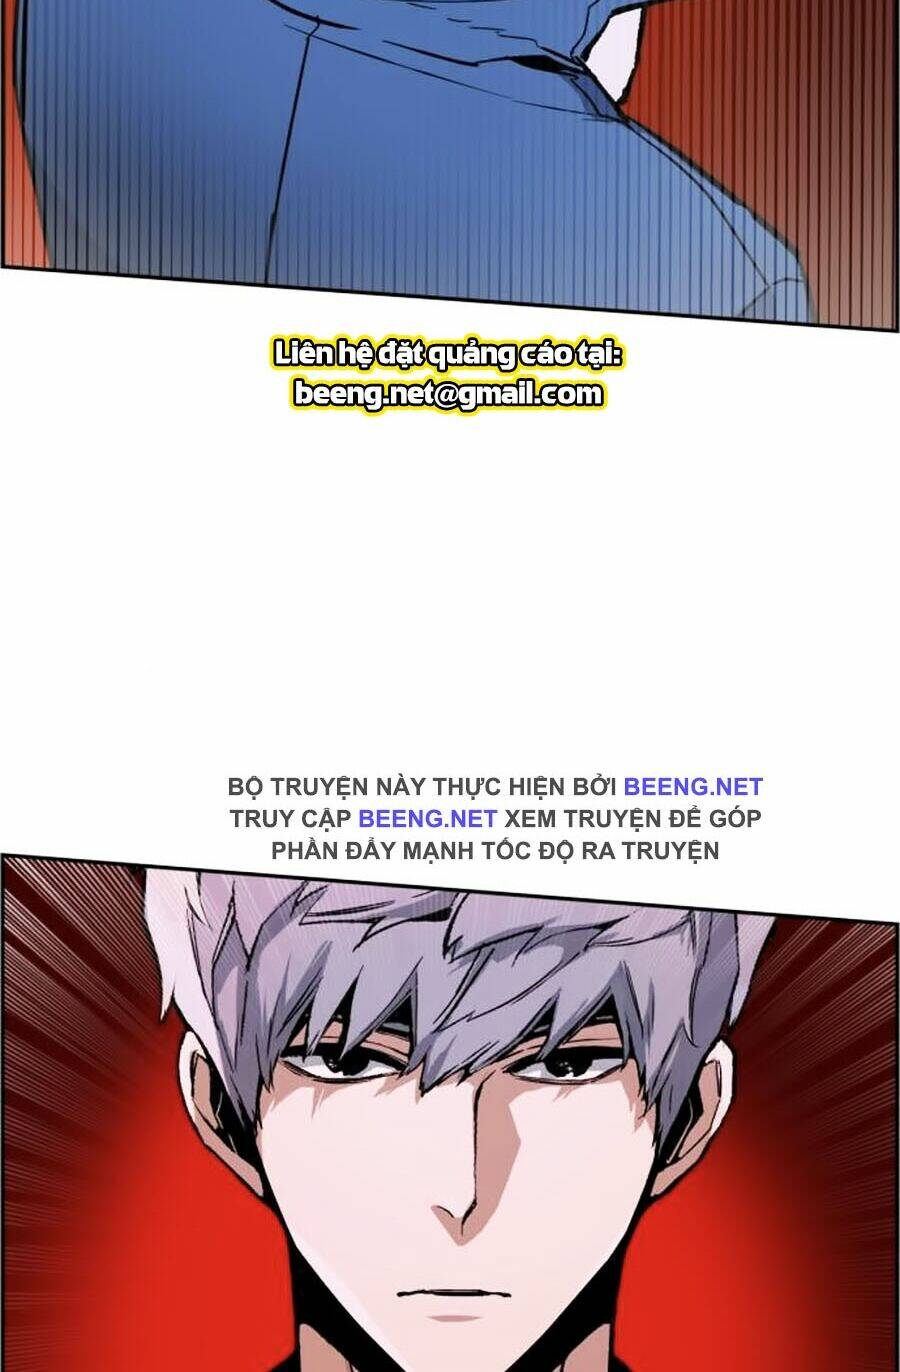 Liên hệ đặt quảng cáo tại:
beeng.net@gmail.com
BỘ TRUYỆN NÀY THỰC HIỆN BỞI BEENG.NET
TRUY CẬP BEENG.NET XEM TRUYỆN ĐỂ GÓP
PHẦN ĐẨY MẠNH TỐC ĐỘ RA TRUYỆN